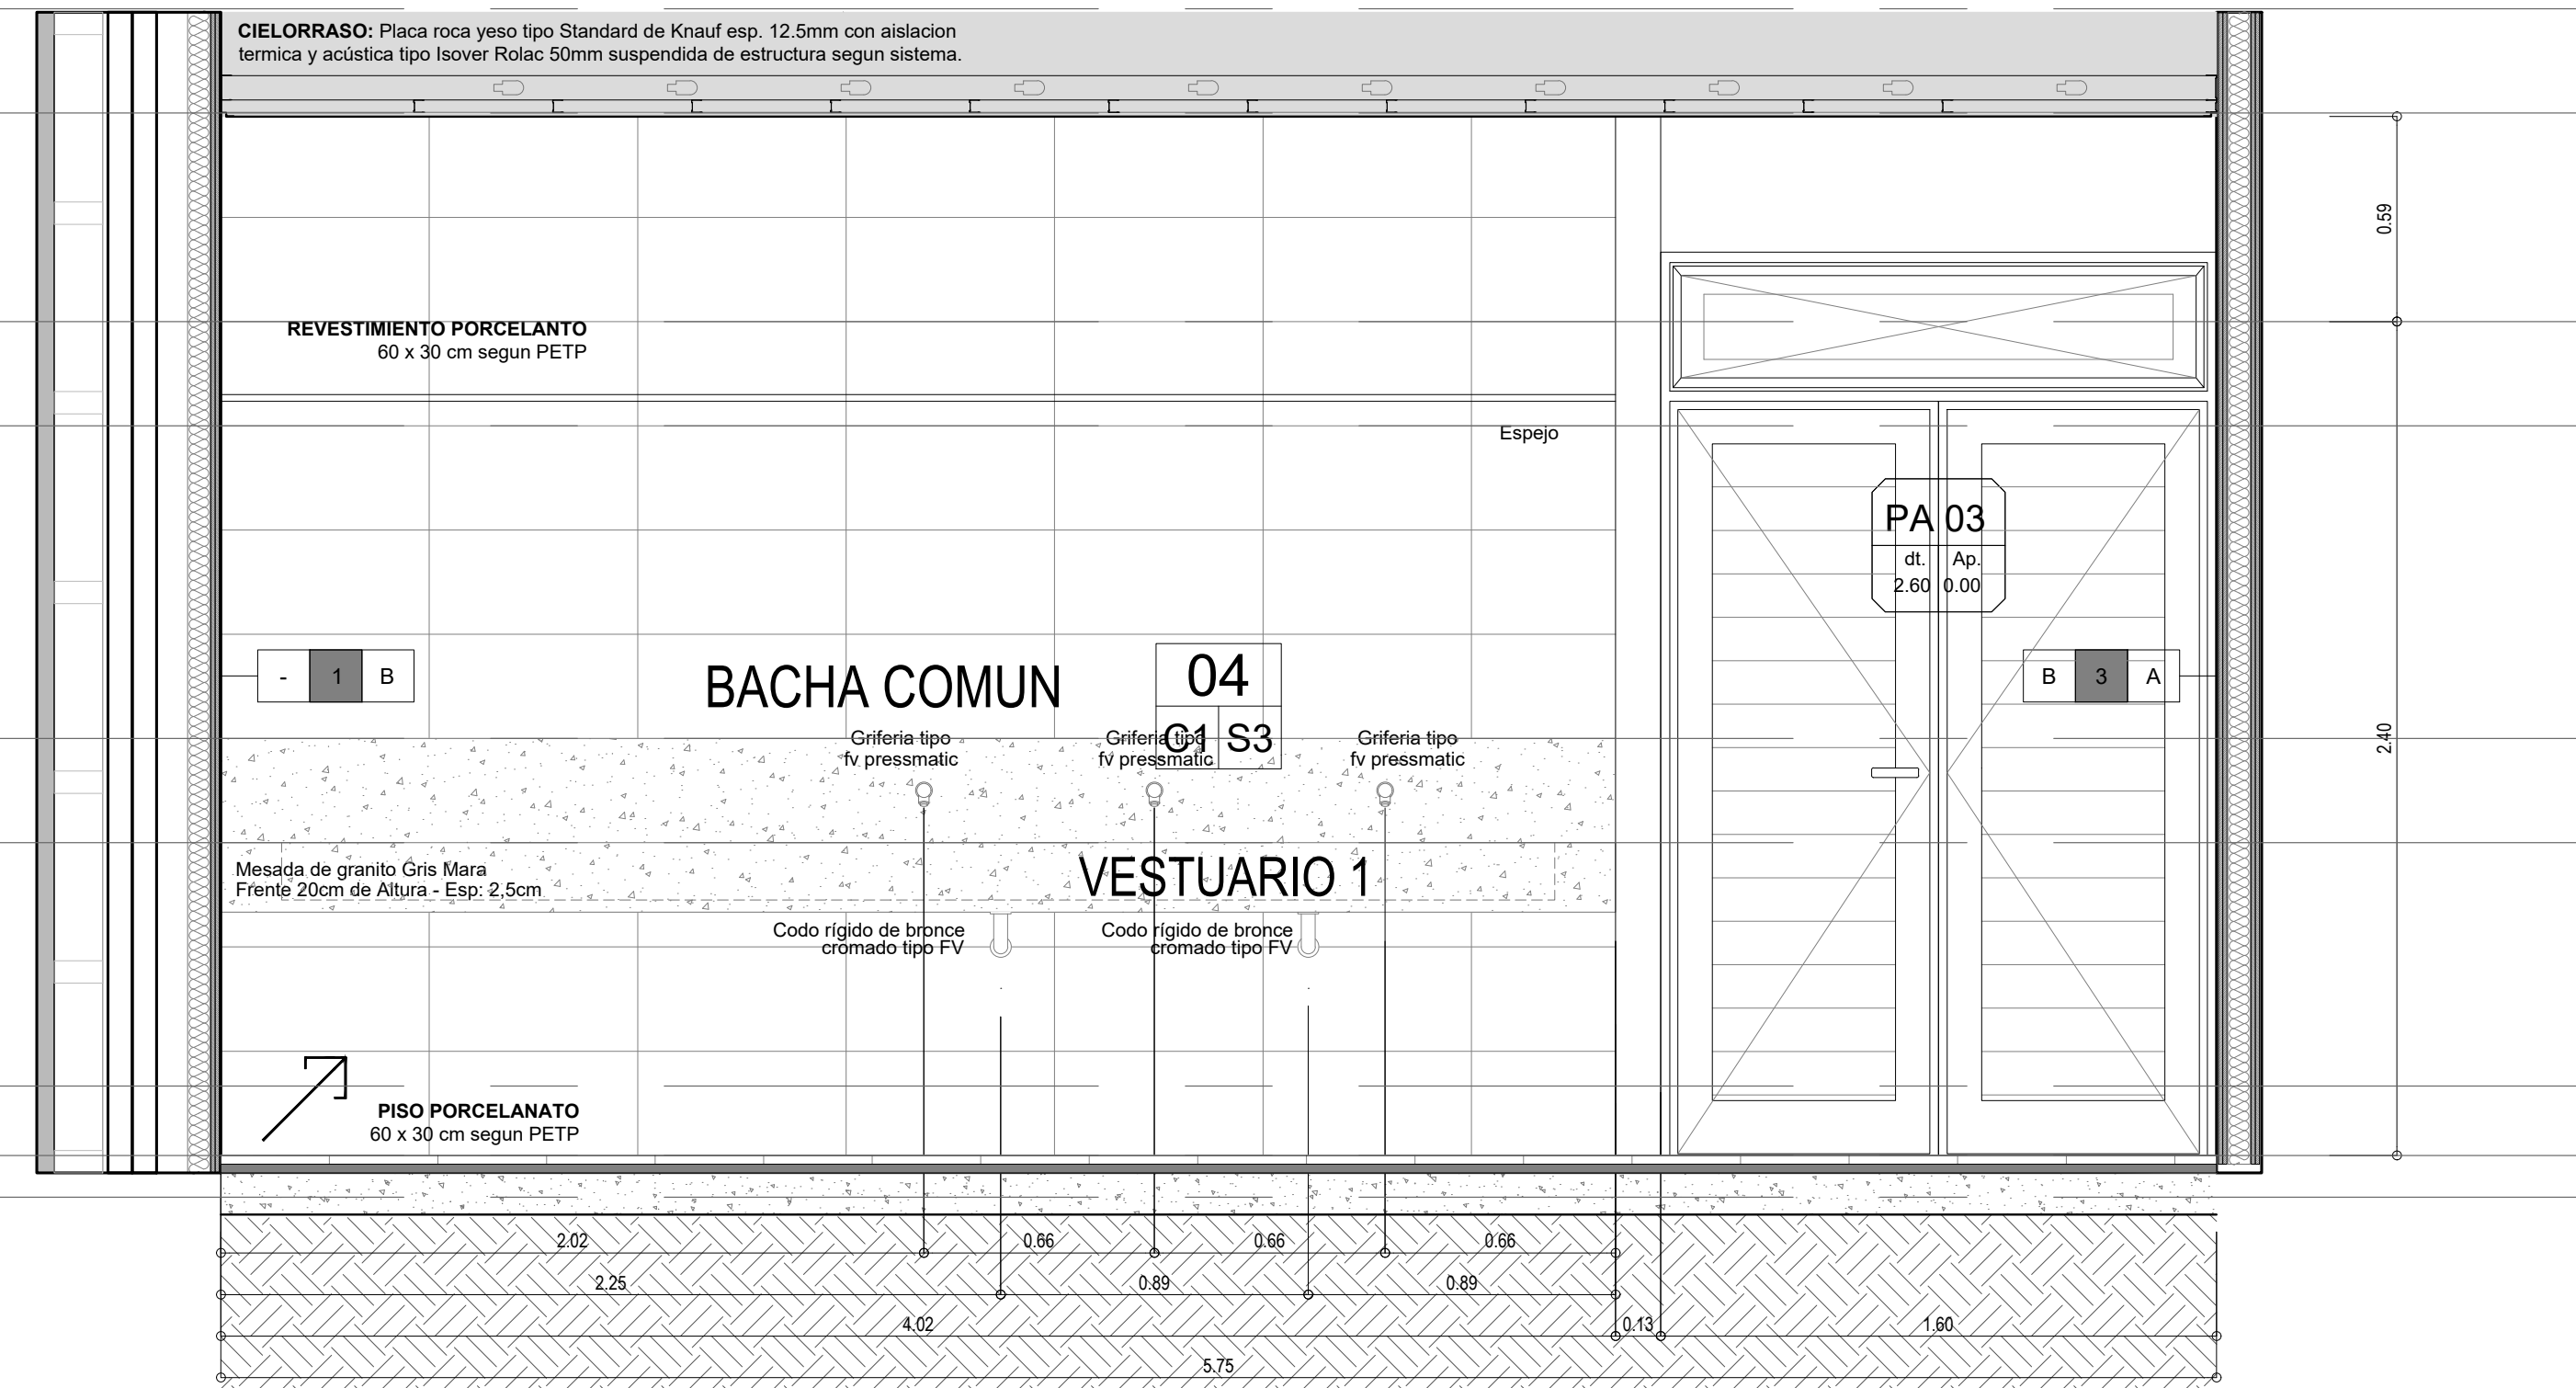 CIELORRASO: Placa roca yeso tipo Standard de Knauf esp. 12.5mm con aislacion
termica y acústica tipo Isover Rolac 50mm suspendida de estructura segun sistema.
0.59
REVESTIMIENTO PORCELANTO
60 x 30 cm segun PETP
Espejo
PA 03
dt. Ap.
2.60 0.00
- 1 B
BACHA COMUN
04
C1 S3
B 3 A
2.40
Griferia tipo
fv pressmatic
Griferia tipo
fv pressmatic
Griferia tipo
fv pressmatic
Mesada de granito Gris Mara
Frente 20cm de Altura - Esp: 2,5cm
VESTUARIO 1
Codo rígido de bronce
cromado tipo FV
Codo rígido de bronce
cromado tipo FV
PISO PORCELANATO
60 x 30 cm segun PETP
2.02 0.66 0.66 0.66
2.25 0.89 0.89
4.02 0.13 1.60
5.75